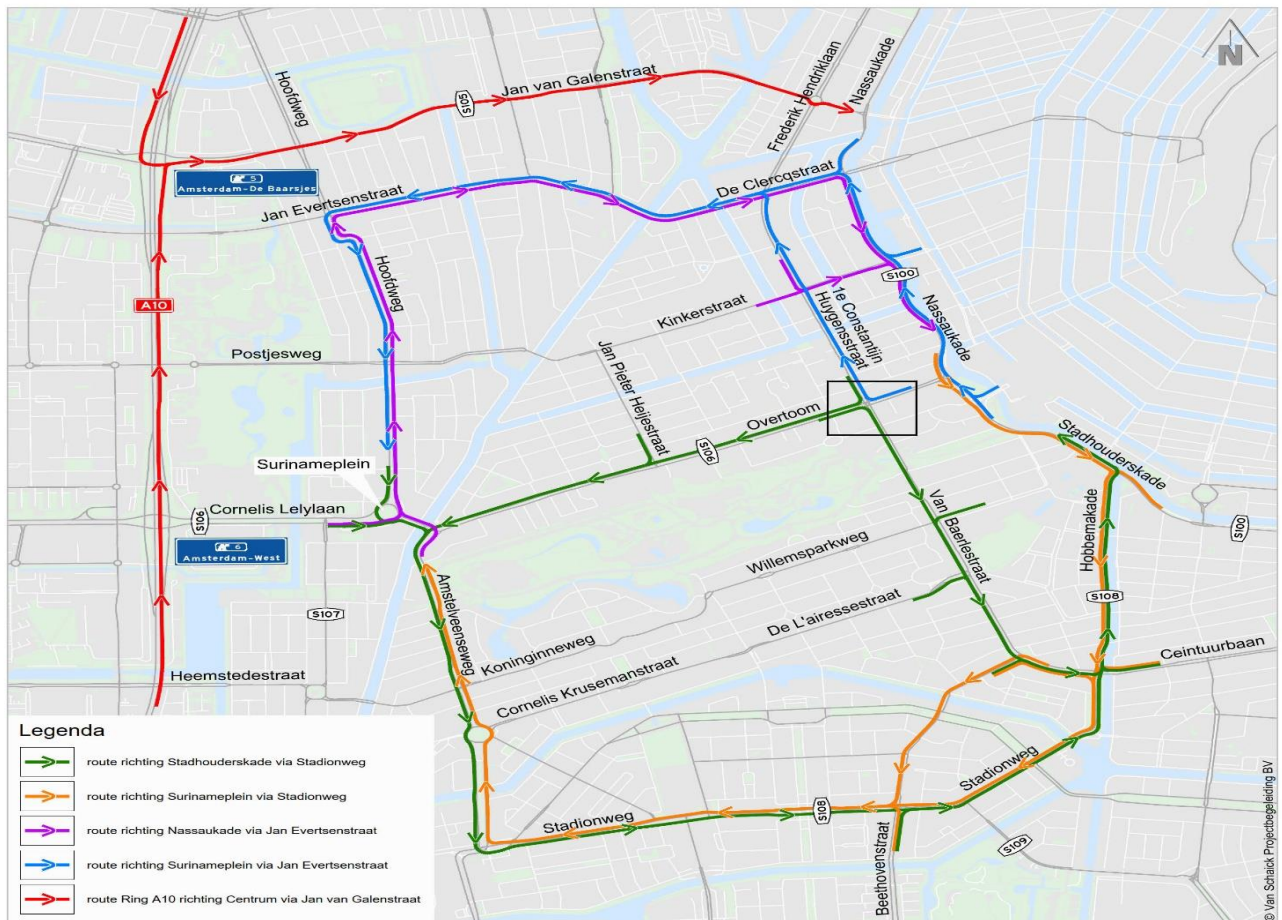 N
Hoofdweg
S105
Jan van Galenstraat
Frederik Hendriklaan
Nassaukade
5
Amsterdam-De Baarsjes
Jan Evertsenstraat
De Clercqstraat
Hoofdweg
A10
S100
Nassaukade
Kinkerstraat
1e Constantijn
Huygensstraat
Postjesweg
Jan Pieter Heijestraat
Overtoom
S106
Stadhouderskade
Surinameplein
Cornelis Lelylaan
S106
6
Amsterdam-West
S107
Van Baerlestraat
Hobbemakade
S100
Willemsparkweg
Amstelveenseweg
De L'airessestraat
S108
Koninginneweg
Ceintuurbaan
Heemstedestraat
Cornelis Krusemanstraat
Stadionweg
Stadionweg
S108
S109
Beethovenstraat
Legenda
route richting Stadhouderskade via Stadionweg
route richting Surinameplein via Stadionweg
route richting Nassaukade via Jan Evertsenstraat
route richting Surinameplein via Jan Evertsenstraat
route Ring A10 richting Centrum via Jan van Galenstraat
© Van Schaick Projectbegeleiding BV